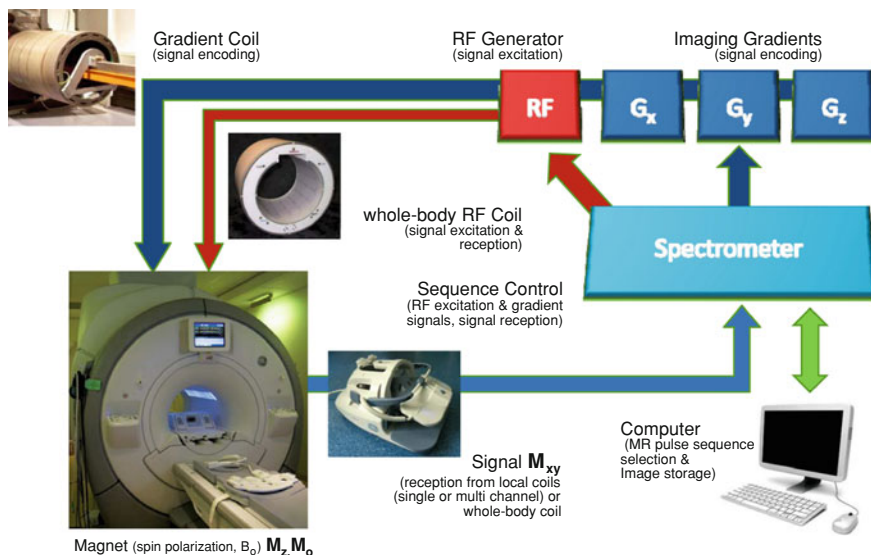 Gradient Coil
(signal encoding)
RF Generator
(signal excitation)
Imaging Gradients
(signal encoding)
RF
Gx
Gy
Gz
whole-body RF Coil
(signal excitation &
reception)
Spectrometer
Sequence Control
(RF excitation & gradient
signals, signal reception)
Computer
(MR pulse sequence
selection &
Image storage)
Signal Mxy
(reception from local coils
(single or multi channel) or
whole-body coil
Magnet (spin polarization, Bo) Mz,Mo